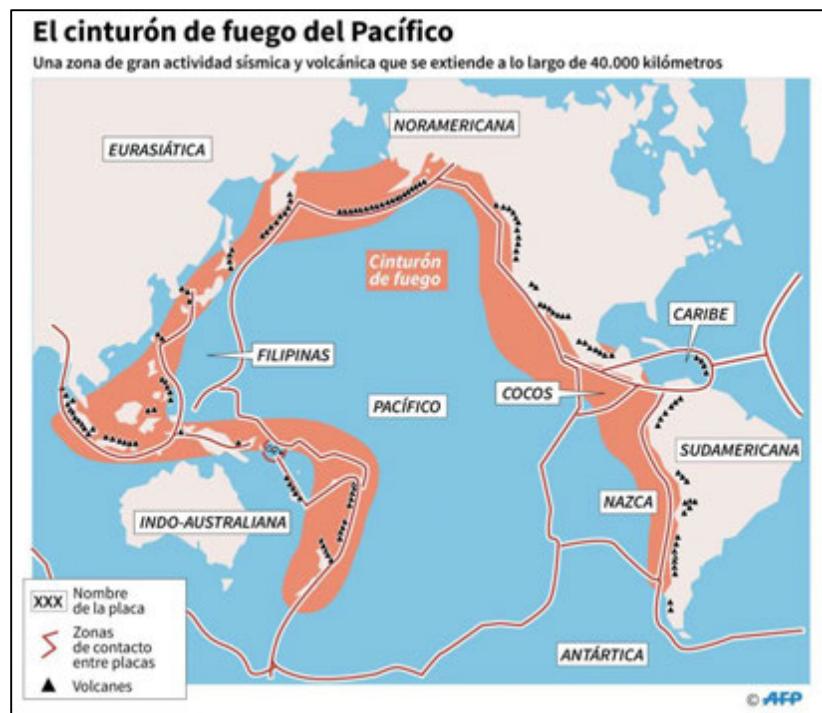 El cinturón de fuego del Pacífico
Una zona de gran actividad sísmica y volcánica que se extiende a lo largo de 40.000 kilómetros
NORAMERICANA
EURASIÁTICA
Cinturón
de fuego
CARIBE
FILIPINAS
COCOS
PACÍFICO
SUDAMERICANA
NAZCA
INDO-AUSTRALIANA
XXX Nombre
de la placa
Zonas
de contacto
entre placas
Volcanes
ANTÁRTICA
© AFP